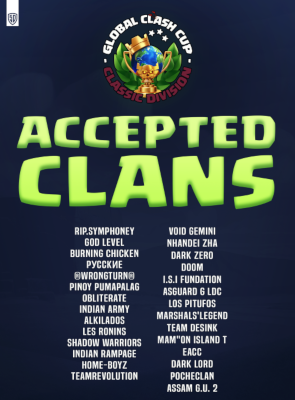 GLOBAL CLASH CUP
CLASSIC DIVISION
ACCEPTED
CLANS
RIP.SYMPHONEY
GOD LEVEL
BURNING CHICKEN
РУССКИЕ
®WRONGTURN®
PINOY PUMAPALAG
OBLITERATE
INDIAN ARMY
ALKILADOS
LES RONINS
SHADOW WARRIORS
INDIAN RAMPAGE
HOME-BOYZ
TEAMREVOLUTION
VOID GEMINI
NHANDEI ZHA
DARK ZERO
DOOM
I.S.I FUNDATION
ASGUARD G LDC
LOS PITUFOS
MARSHALS'LEGEND
TEAM DESINK
MAM"ON ISLAND T
EACC
DARK LORD
POCHECLAN
ASSAM G.U. 2